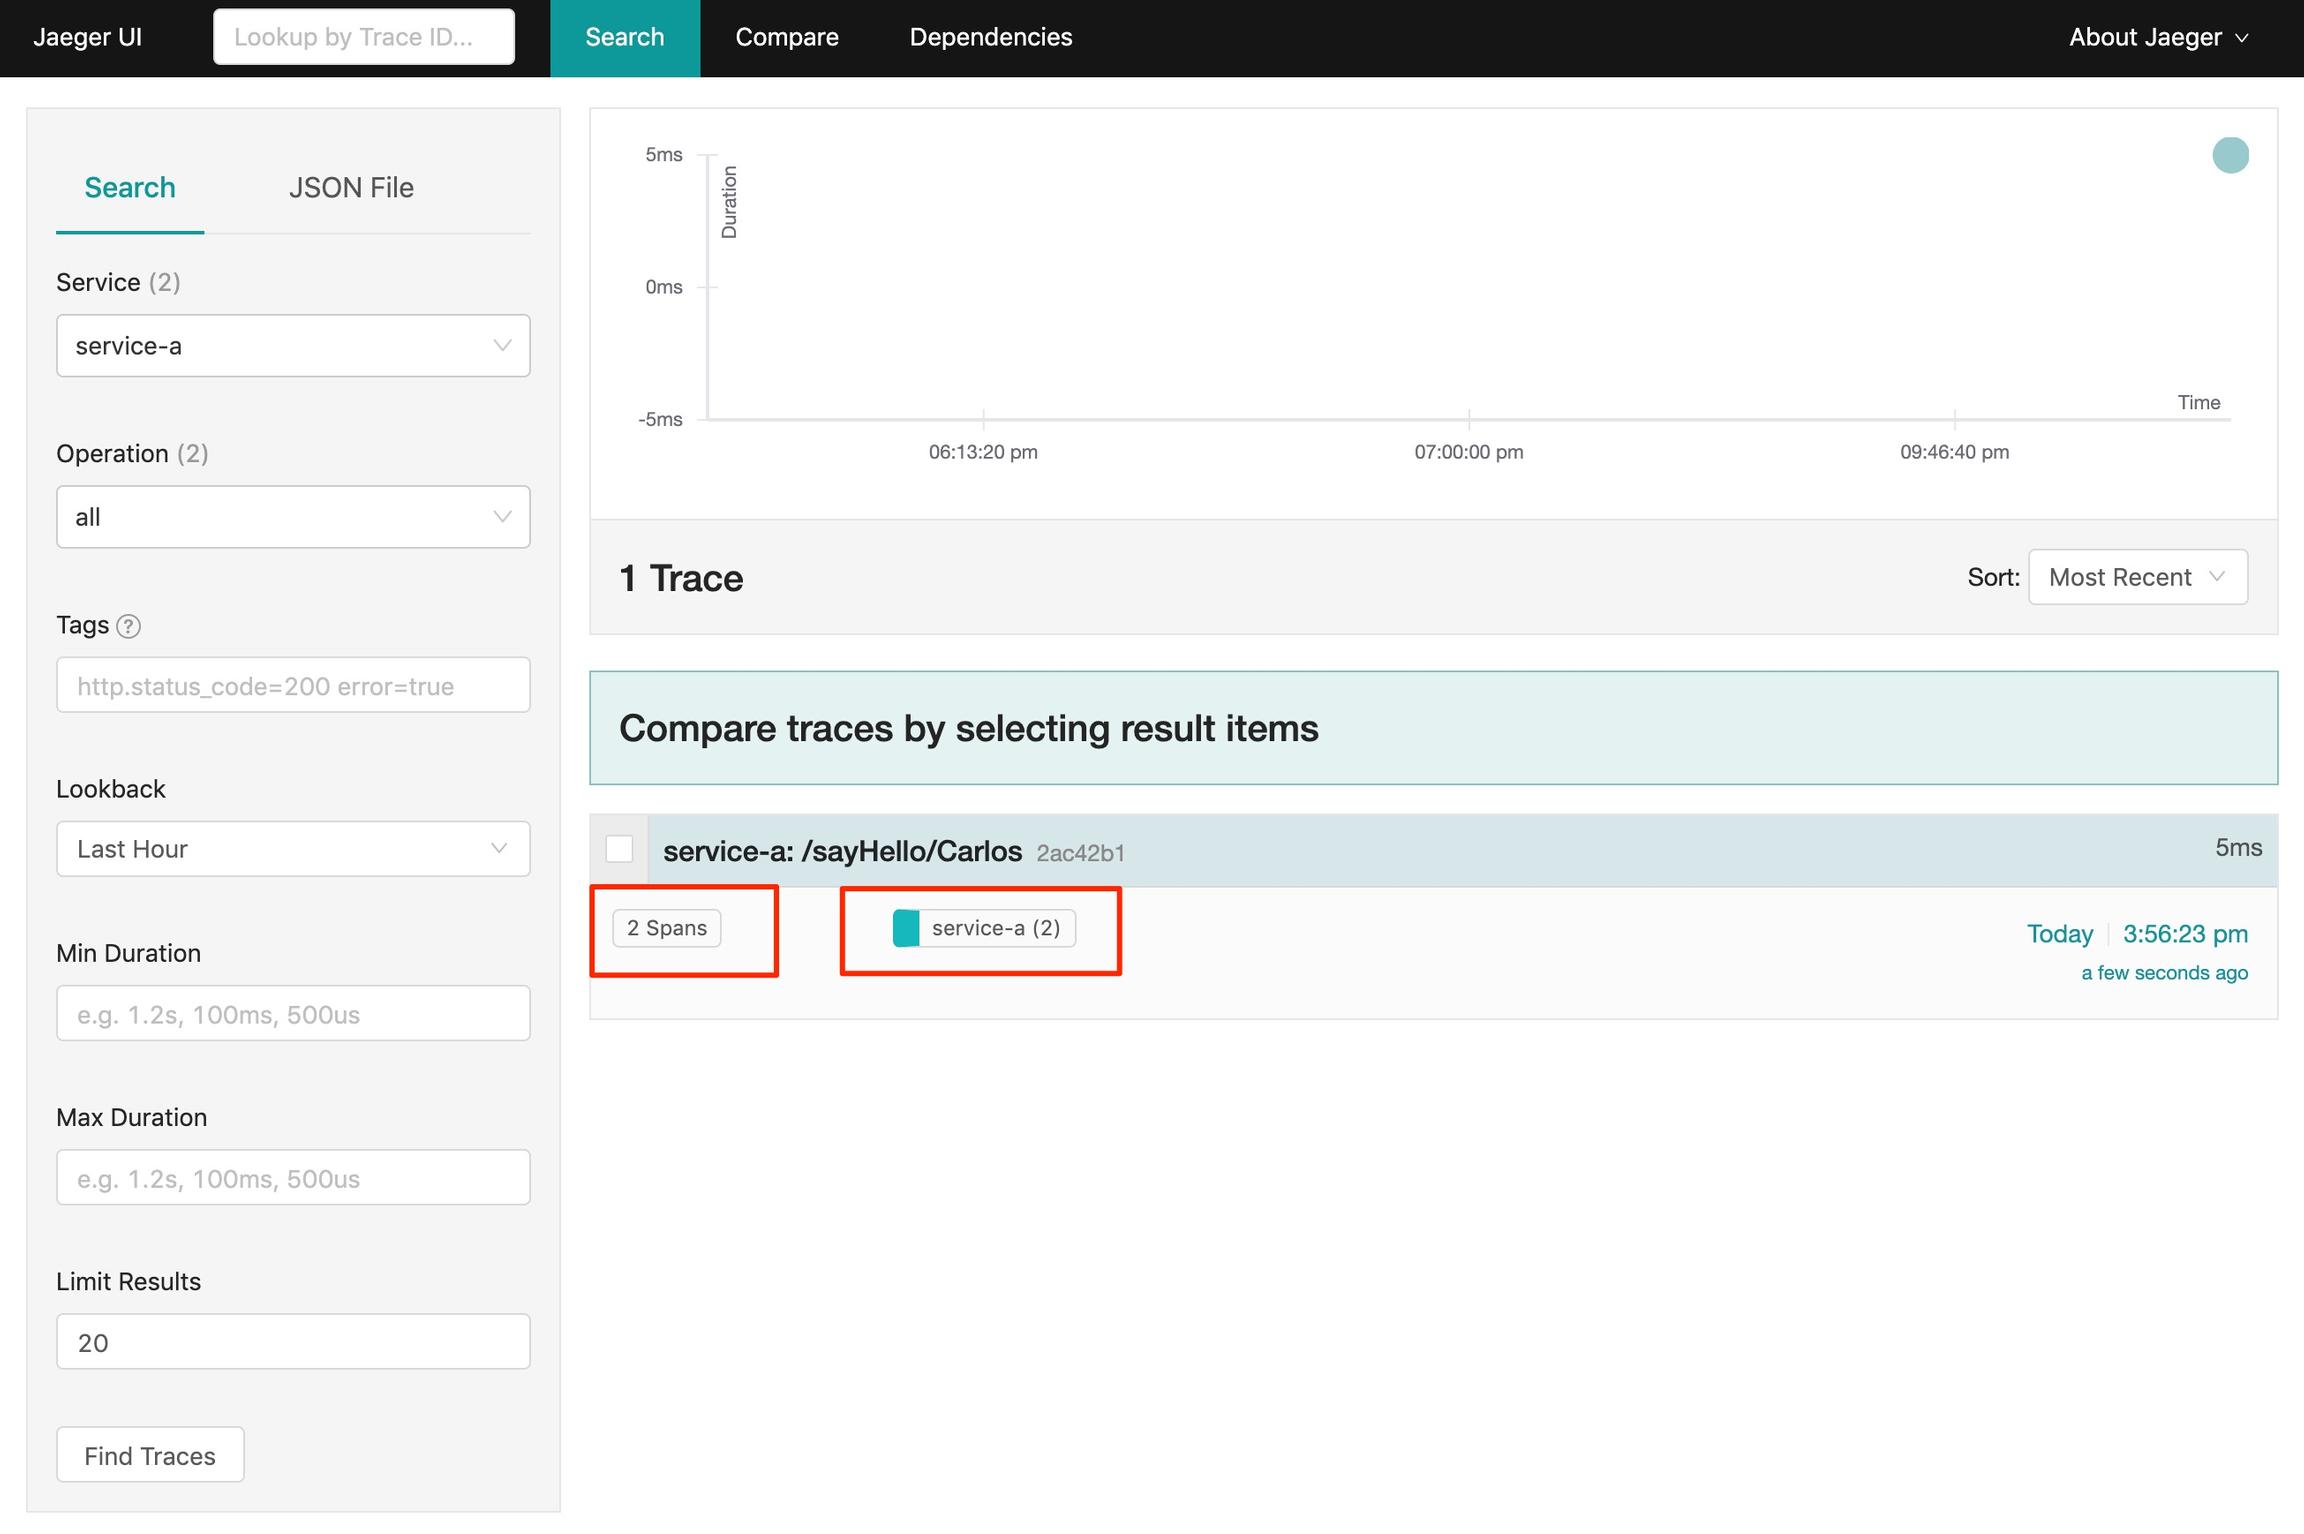 Jaeger UI
Lookup by Trace ID...
Search
Compare
Dependencies
About Jaeger
Search
JSON File
Service (2)
service-a
Operation (2)
all
Tags ?
http.status_code=200 error=true
Lookback
Last Hour
Min Duration
e.g. 1.2s, 100ms, 500us
Max Duration
e.g. 1.2s, 100ms, 500us
Limit Results
20
Find Traces
5ms
0ms
-5ms
Duration
Time
06:13:20 pm
07:00:00 pm
09:46:40 pm
1 Trace
Sort: Most Recent
Compare traces by selecting result items
service-a: /sayHello/Carlos 2ac42b1
5ms
2 Spans
service-a (2)
Today
3:56:23 pm
a few seconds ago